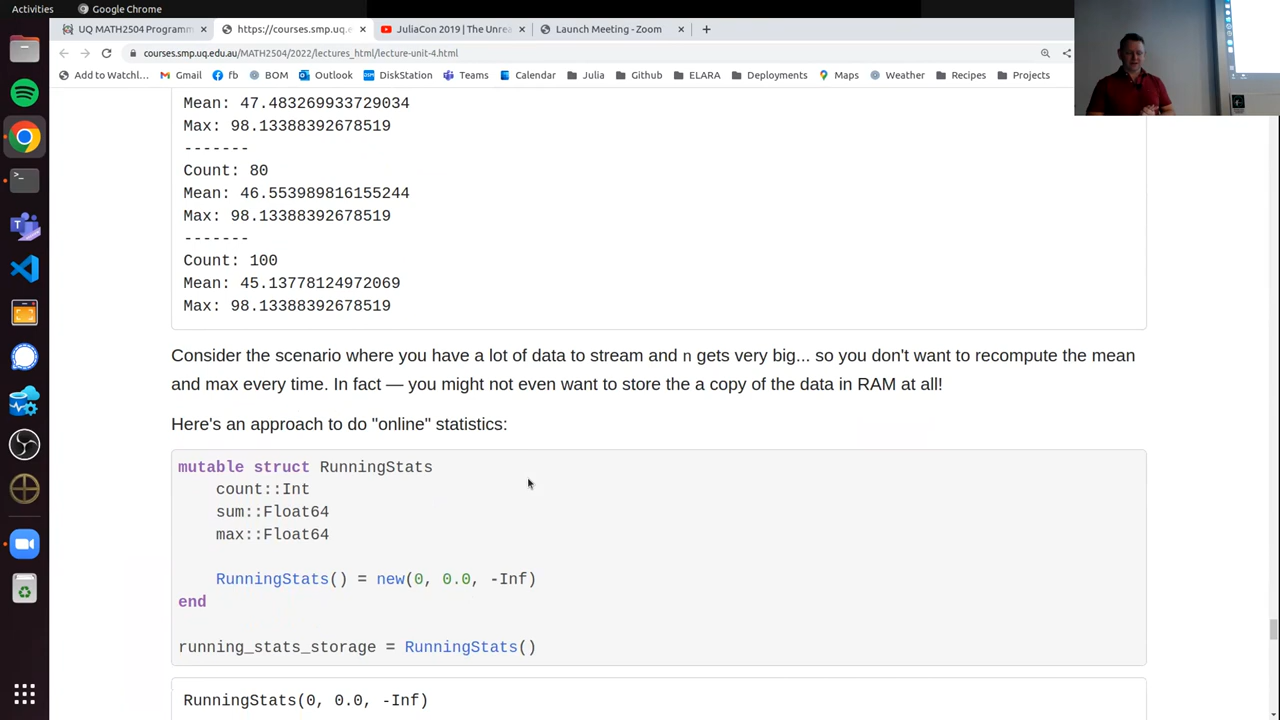 Activities
Google Chrome
UQ MATH2504 Programm
https://courses.smp.uq.e
JuliaCon 2019 | The Unrea
Launch Meeting - Zoom
courses.smp.uq.edu.au/MATH2504/2022/lectures_html/lecture-unit-4.html
Add to Watchl...
Gmail
fb
BOM
Outlook
DiskStation
Teams
Calendar
Julia
Github
ELARA
Deployments
Maps
Weather
Recipes
Projects
Mean: 47.483269933729034
Max: 98.13388392678519
-------
Count: 80
Mean: 46.553989816155244
Max: 98.13388392678519
-------
Count: 100
Mean: 45.13778124972069
Max: 98.13388392678519
Consider the scenario where you have a lot of data to stream and n gets very big... so you don't want to recompute the mean
and max every time. In fact — you might not even want to store the a copy of the data in RAM at all!
Here's an approach to do "online" statistics:
mutable struct RunningStats
count::Int
sum::Float64
max::Float64
RunningStats() = new(0, 0.0, -Inf)
end
running_stats_storage = RunningStats()
RunningStats(0, 0.0, -Inf)